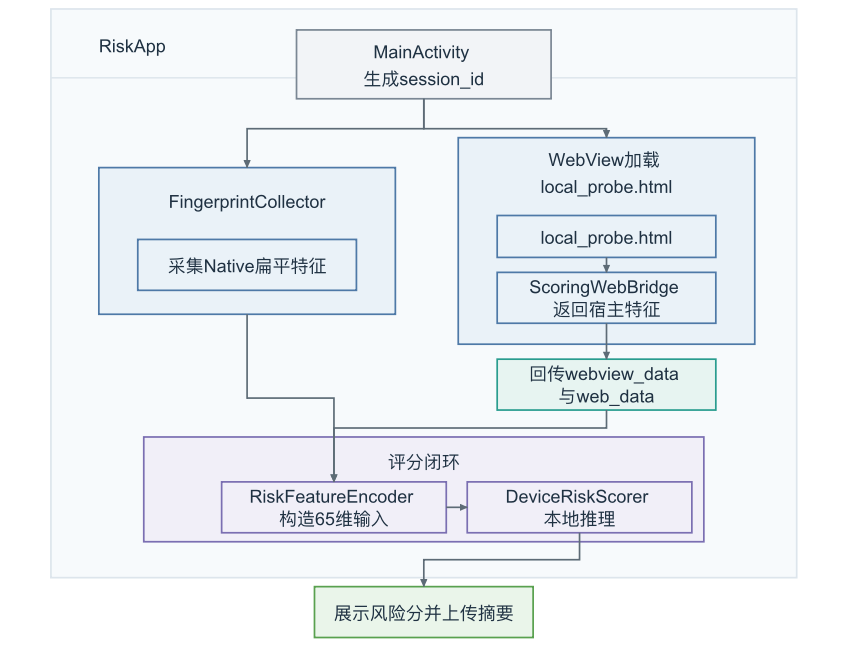 RiskApp
MainActivity
生成session_id
FingerprintCollector
采集Native扁平特征
WebView加载
local_probe.html
local_probe.html
ScoringWebBridge
返回宿主特征
回传webview_data
与web_data
评分闭环
RiskFeatureEncoder
构造65维输入
DeviceRiskScorer
本地推理
展示风险分并上传摘要